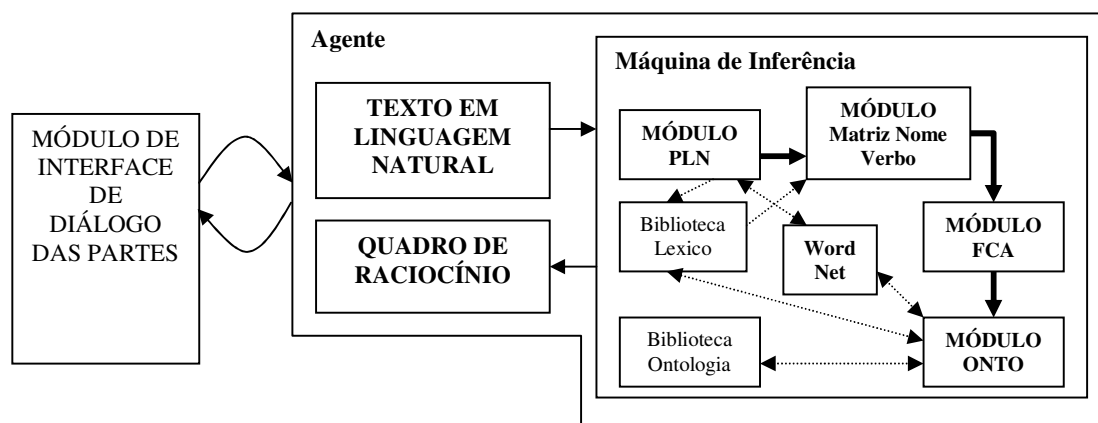 MÓDULO DE
INTERFACE
DE
DIÁLOGO
DAS PARTES
Agente
TEXTO EM
LINGUAGEM
NATURAL
QUADRO DE
RACIOCÍNIO
Máquina de Inferência
MÓDULO
PLN
MÓDULO
Matriz Nome
Verbo
Biblioteca
Lexico
Word
Net
MÓDULO
FCA
Biblioteca
Ontologia
MÓDULO
ONTO